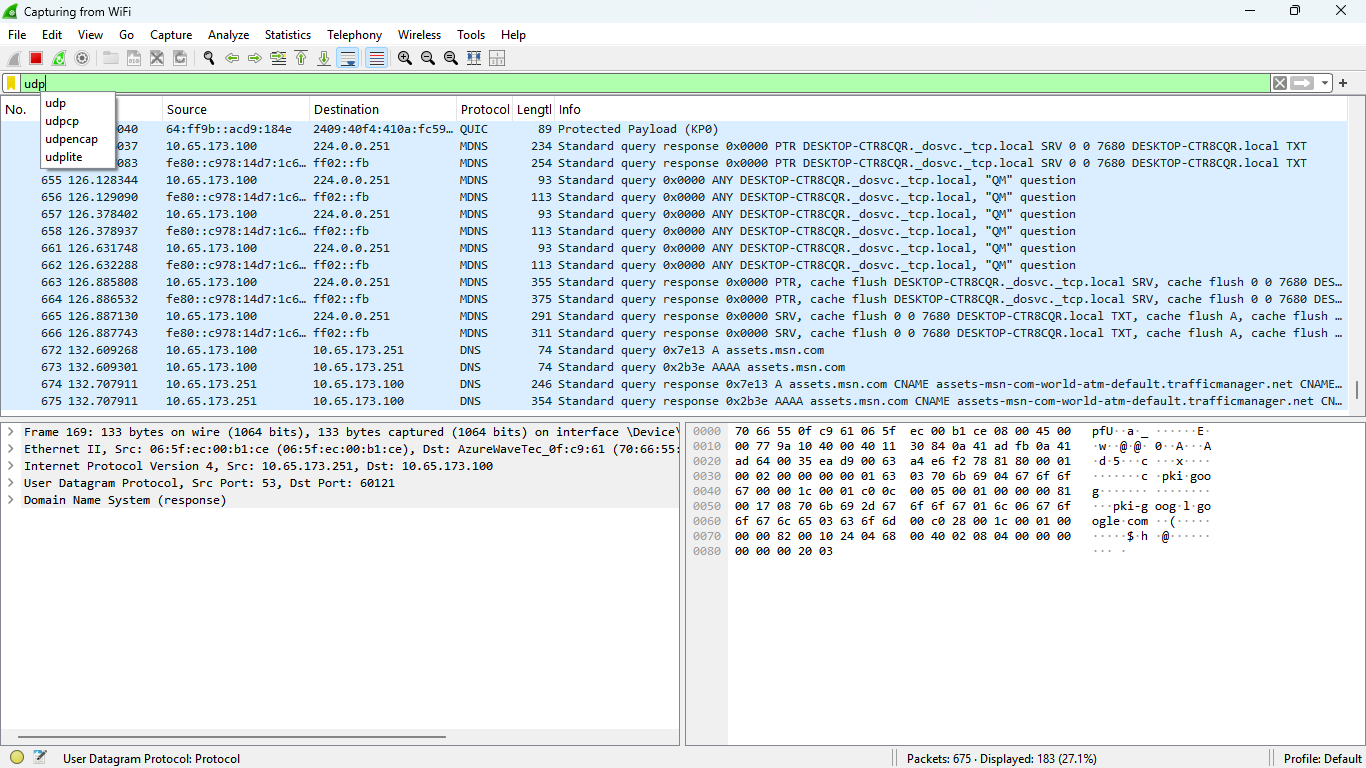 Capturing from WiFi
File Edit View Go Capture Analyze Statistics Telephony Wireless Tools Help
udp
No. Source Destination Protocol Lengtl Info
udp
udpcp
udpencap
udplite
040 64:ff9b::acd9:184e 2409:40f4:410a:fc59… QUIC 89 Protected Payload (KP0)
037 10.65.173.100 224.0.0.251 MDNS 234 Standard query response 0x0000 PTR DESKTOP-CTR8CQR._dosvc._tcp.local SRV 0 0 7680 DESKTOP-CTR8CQR.local TXT
083 fe80::c978:14d7:1c6… ff02::fb MDNS 254 Standard query response 0x0000 PTR DESKTOP-CTR8CQR._dosvc._tcp.local SRV 0 0 7680 DESKTOP-CTR8CQR.local TXT
655 126.128344 10.65.173.100 224.0.0.251 MDNS 93 Standard query 0x0000 ANY DESKTOP-CTR8CQR._dosvc._tcp.local, "QM" question
656 126.129090 fe80::c978:14d7:1c6… ff02::fb MDNS 113 Standard query 0x0000 ANY DESKTOP-CTR8CQR._dosvc._tcp.local, "QM" question
657 126.378402 10.65.173.100 224.0.0.251 MDNS 93 Standard query 0x0000 ANY DESKTOP-CTR8CQR._dosvc._tcp.local, "QM" question
658 126.378937 fe80::c978:14d7:1c6… ff02::fb MDNS 113 Standard query 0x0000 ANY DESKTOP-CTR8CQR._dosvc._tcp.local, "QM" question
661 126.631748 10.65.173.100 224.0.0.251 MDNS 93 Standard query 0x0000 ANY DESKTOP-CTR8CQR._dosvc._tcp.local, "QM" question
662 126.632288 fe80::c978:14d7:1c6… ff02::fb MDNS 113 Standard query 0x0000 ANY DESKTOP-CTR8CQR._dosvc._tcp.local, "QM" question
663 126.885808 10.65.173.100 224.0.0.251 MDNS 355 Standard query response 0x0000 PTR, cache flush DESKTOP-CTR8CQR._dosvc._tcp.local SRV, cache flush 0 0 7680 DES…
664 126.886532 fe80::c978:14d7:1c6… ff02::fb MDNS 375 Standard query response 0x0000 PTR, cache flush DESKTOP-CTR8CQR._dosvc._tcp.local SRV, cache flush 0 0 7680 DES…
665 126.887130 10.65.173.100 224.0.0.251 MDNS 291 Standard query response 0x0000 SRV, cache flush 0 0 7680 DESKTOP-CTR8CQR.local TXT, cache flush A, cache flush …
666 126.887743 fe80::c978:14d7:1c6… ff02::fb MDNS 311 Standard query response 0x0000 SRV, cache flush 0 0 7680 DESKTOP-CTR8CQR.local TXT, cache flush A, cache flush …
672 132.609268 10.65.173.100 10.65.173.251 DNS 74 Standard query 0x7e13 A assets.msn.com
673 132.609301 10.65.173.100 10.65.173.251 DNS 74 Standard query 0x2b3e AAAA assets.msn.com
674 132.707911 10.65.173.251 10.65.173.100 DNS 246 Standard query response 0x7e13 A assets.msn.com CNAME assets-msn-com-world-atm-default.trafficmanager.net CNAME…
675 132.707911 10.65.173.251 10.65.173.100 DNS 354 Standard query response 0x2b3e AAAA assets.msn.com CNAME assets-msn-com-world-atm-default.trafficmanager.net CN…
Frame 169: 133 bytes on wire (1064 bits), 133 bytes captured (1064 bits) on interface \Device\
Ethernet II, Src: 06:5f:ec:00:b1:ce (06:5f:ec:00:b1:ce), Dst: AzureWaveTec_0f:c9:61 (70:66:55:
Internet Protocol Version 4, Src: 10.65.173.251, Dst: 10.65.173.100
User Datagram Protocol, Src Port: 53, Dst Port: 60121
Domain Name System (response)
0000 70 66 55 0f c9 61 06 5f ec 00 b1 ce 08 00 45 00 pfU··a·_ ······E·
0010 00 77 9a 10 40 00 40 11 30 84 0a 41 ad fb 0a 41 ·w··@·@· 0··A···A
0020 ad 64 00 35 ea d9 00 63 a4 e6 f2 78 81 80 00 01 ·d·5···c ···x····
0030 00 02 00 00 00 00 01 63 03 70 6b 69 04 67 6f 6f ·······c ·pki·goo
0040 67 00 00 1c 00 01 c0 0c 00 05 00 01 00 00 00 81 g······· ········
0050 00 17 08 70 6b 69 2d 67 6f 6f 67 01 6c 06 67 6f ···pki-g oog·l·go
0060 6f 67 6c 65 03 63 6f 6d 00 c0 28 00 1c 00 01 00 ogle·com ··(·····
0070 00 00 82 00 10 24 04 68 00 40 02 08 04 00 00 00 ·····$·h ·@······
0080 00 00 00 20 03 ··· ·
User Datagram Protocol: Protocol
Packets: 675 · Displayed: 183 (27.1%)
Profile: Default